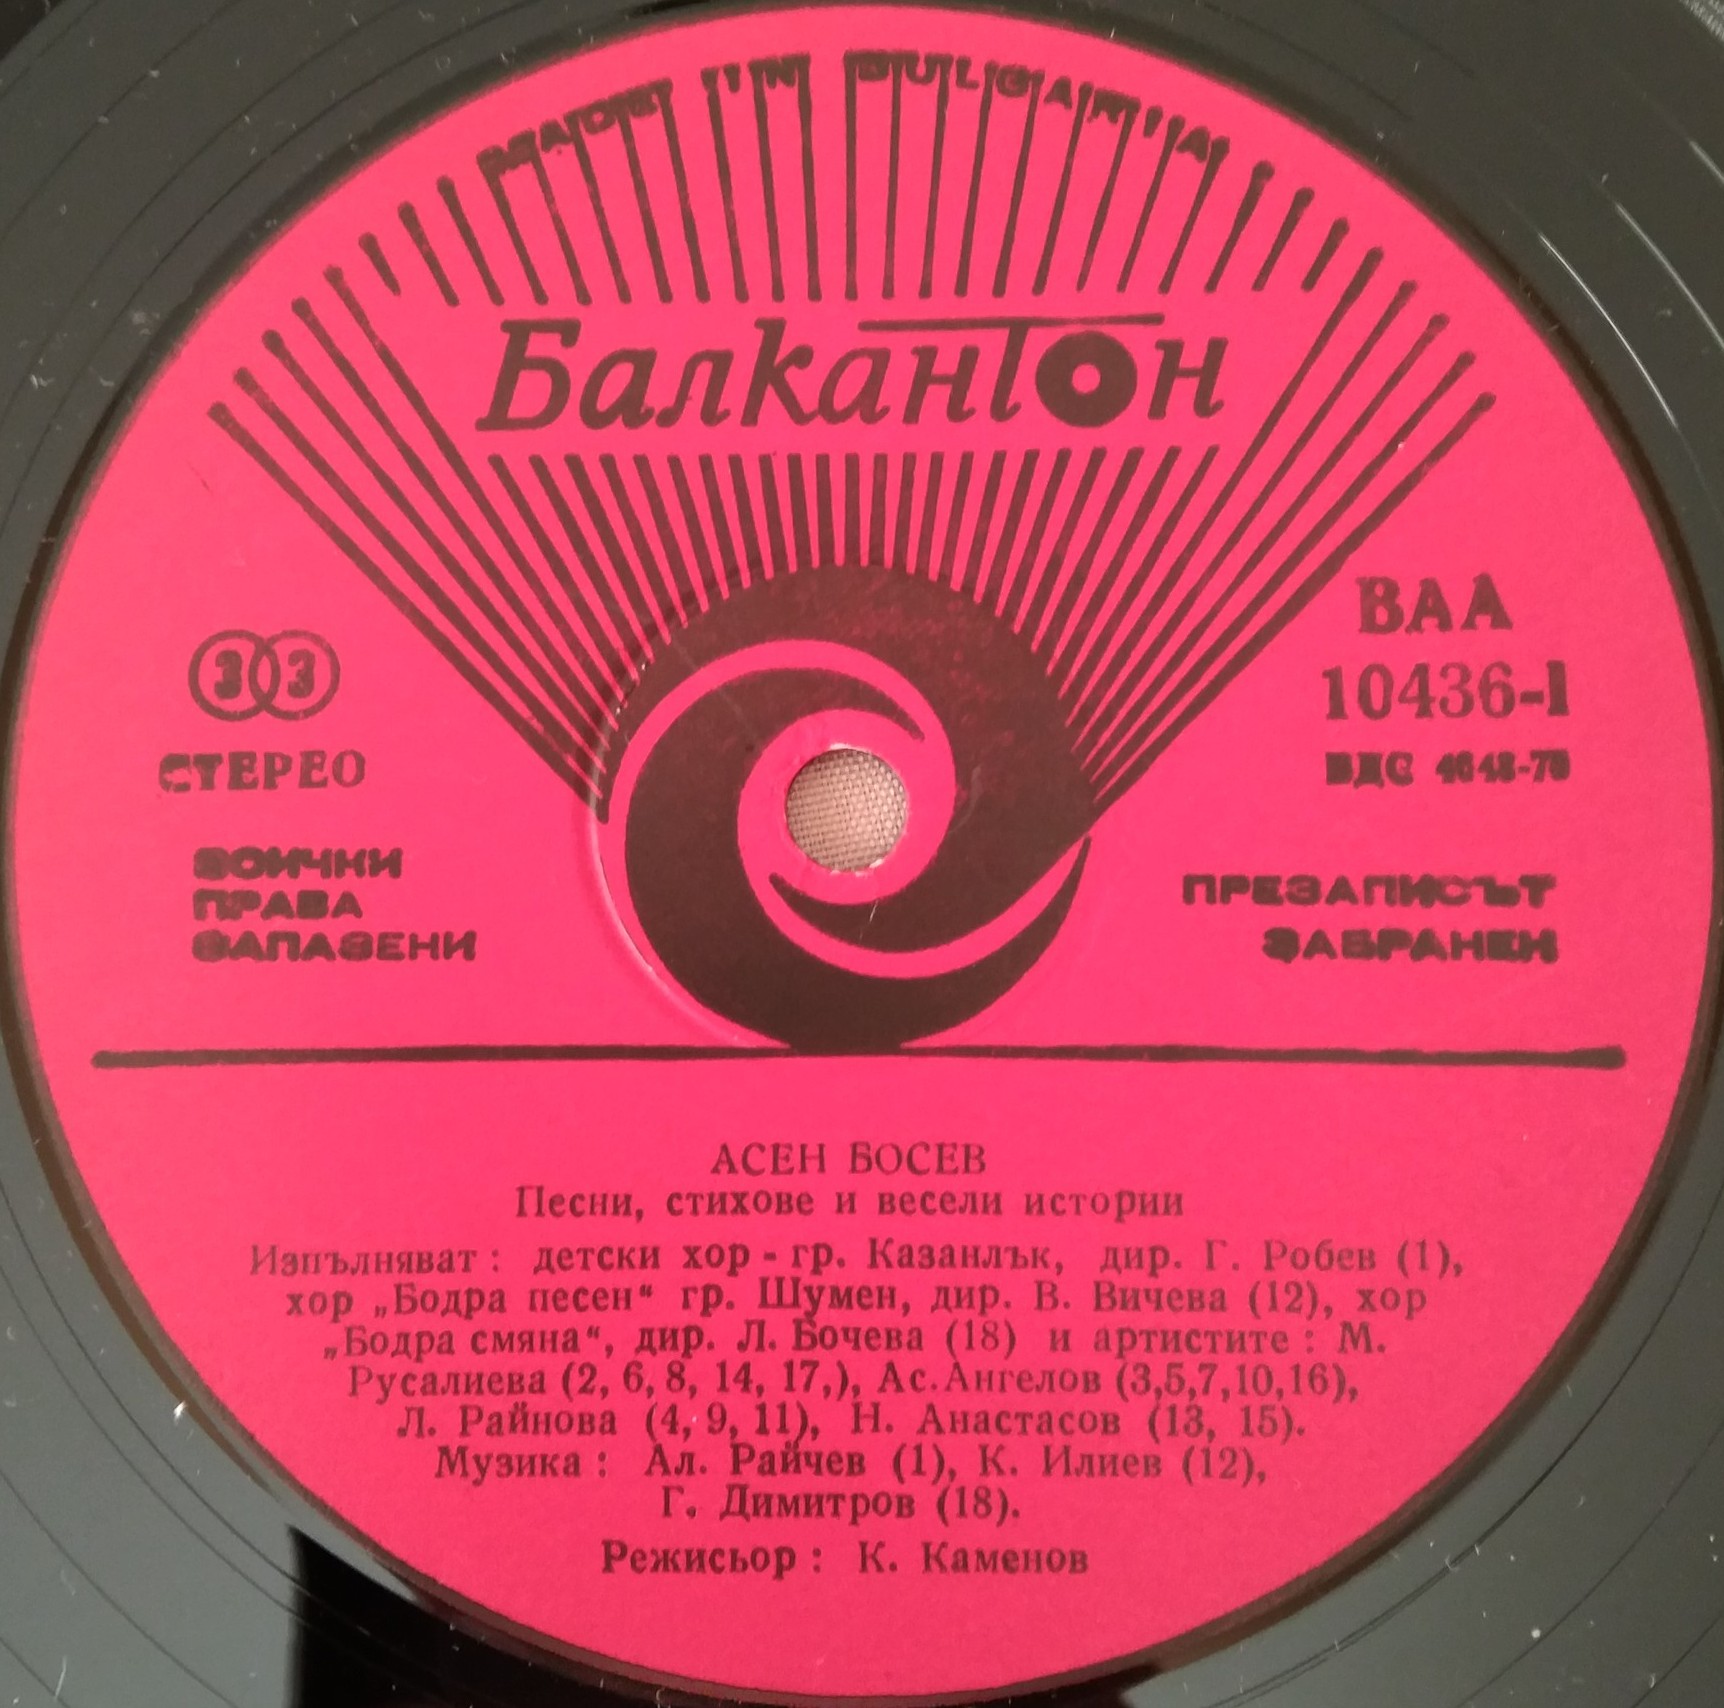 MADE IN BULGARIA
Балкантон
33
СТЕРЕО
ВАА
10436-I
ВСИЧКИ
ПРАВА
ЗАПАЗЕНИ
ПРЕЗАПИСЪТ
ЗАБРАНЕН
АСЕН БОСЕВ
Песни, стихове и весели истории
Изпълняват : детски хор - гр. Казанлък, дир. Г. Робев (1),
хор „Бодра песен“ гр. Шумен, дир. В. Вичева (12), хор
„Бодра смяна“, дир. Л. Бочева (18) и артистите : М.
Русалиева (2, 6, 8, 14, 17,), Ас. Ангелов (3,5,7,10,16),
Л. Райнова (4, 9, 11), Н. Анастасов (13, 15).
Музика : Ал. Райчев (1), К. Илиев (12),
Г. Димитров (18).
Режисьор : К. Каменов